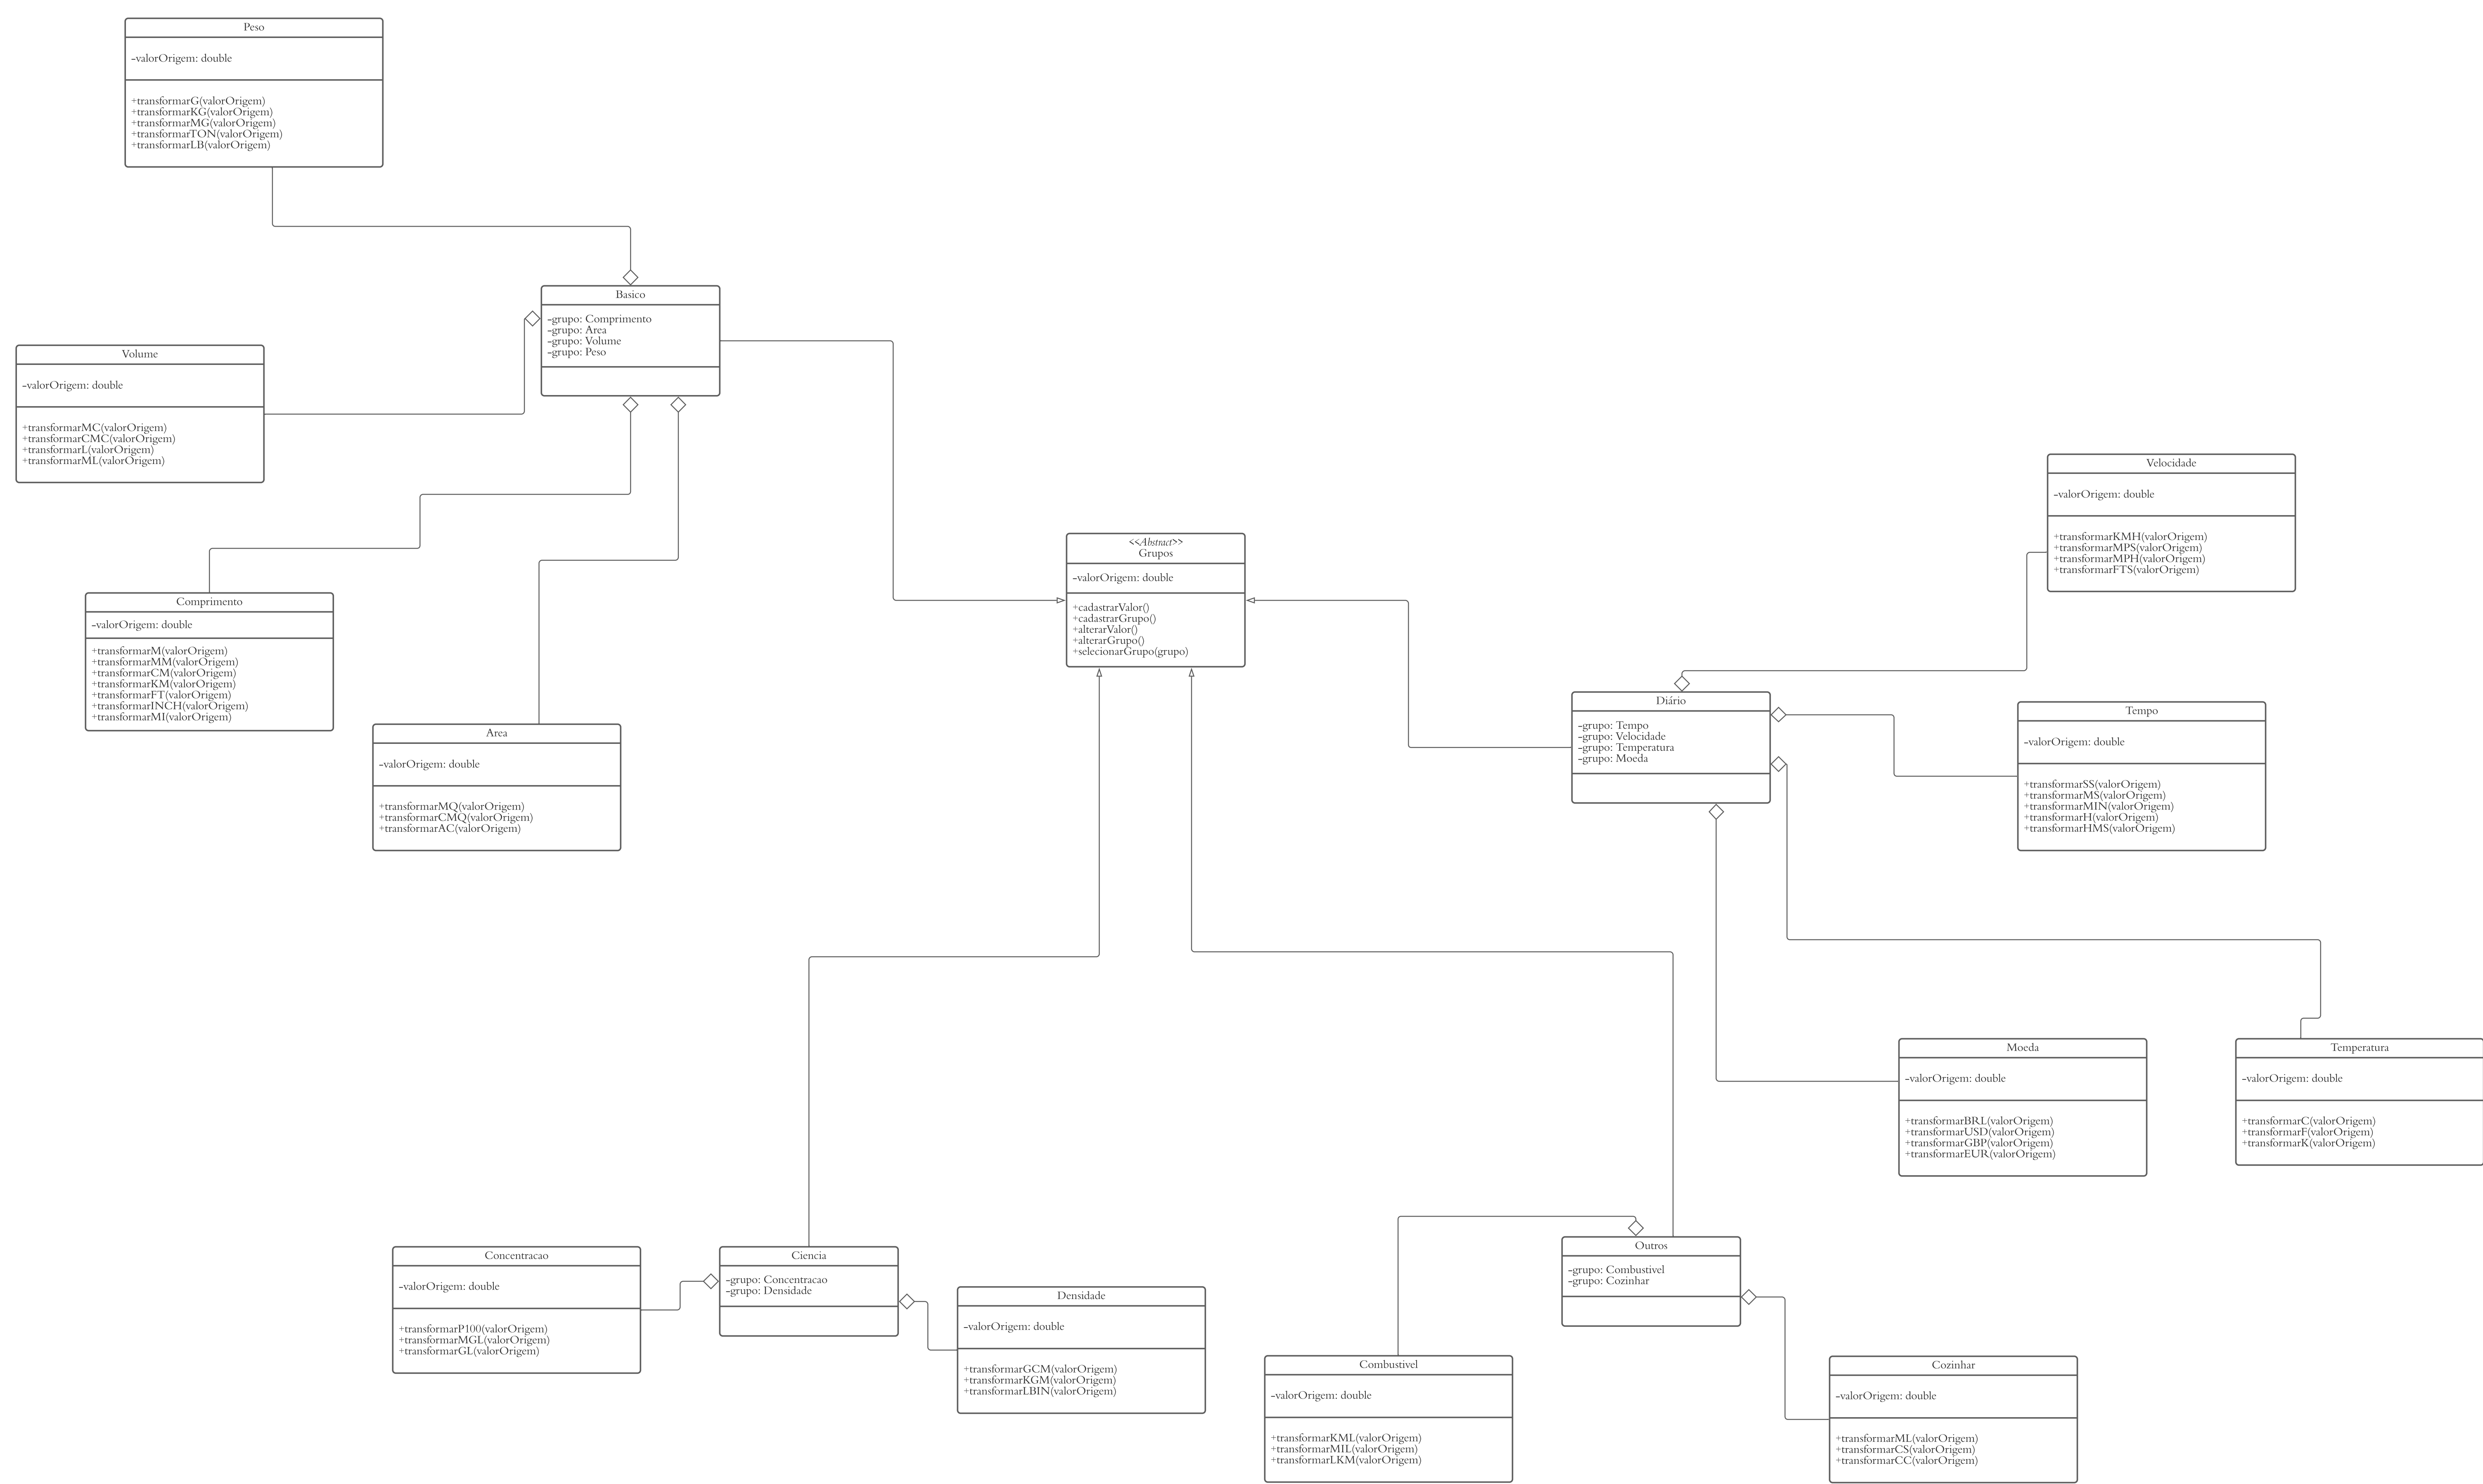 Peso
-valorOrigem: double
+transformarG(valorOrigem)
+transformarKG(valorOrigem)
+transformarMG(valorOrigem)
+transformarTON(valorOrigem)
+transformarLB(valorOrigem)
Basico
-grupo: Comprimento
-grupo: Area
-grupo: Volume
-grupo: Peso
Volume
-valorOrigem: double
+transformarMC(valorOrigem)
+transformarCMC(valorOrigem)
+transformarL(valorOrigem)
+transformarML(valorOrigem)
Comprimento
-valorOrigem: double
+transformarM(valorOrigem)
+transformarMM(valorOrigem)
+transformarCM(valorOrigem)
+transformarKM(valorOrigem)
+transformarFT(valorOrigem)
+transformarINCH(valorOrigem)
+transformarMI(valorOrigem)
Area
-valorOrigem: double
+transformarMQ(valorOrigem)
+transformarCMQ(valorOrigem)
+transformarAC(valorOrigem)
<<Abstract>>
Grupos
-valorOrigem: double
+cadastrarValor()
+cadastrarGrupo()
+alterarValor()
+alterarGrupo()
+selecionarGrupo(grupo)
Velocidade
-valorOrigem: double
+transformarKMH(valorOrigem)
+transformarMPS(valorOrigem)
+transformarMPH(valorOrigem)
+transformarFTS(valorOrigem)
Diário
-grupo: Tempo
-grupo: Velocidade
-grupo: Temperatura
-grupo: Moeda
Tempo
-valorOrigem: double
+transformarSS(valorOrigem)
+transformarMS(valorOrigem)
+transformarMIN(valorOrigem)
+transformarH(valorOrigem)
+transformarHMS(valorOrigem)
Moeda
-valorOrigem: double
+transformarBRL(valorOrigem)
+transformarUSD(valorOrigem)
+transformarGBP(valorOrigem)
+transformarEUR(valorOrigem)
Temperatura
-valorOrigem: double
+transformarC(valorOrigem)
+transformarF(valorOrigem)
+transformarK(valorOrigem)
Concentracao
-valorOrigem: double
+transformarP100(valorOrigem)
+transformarMGL(valorOrigem)
+transformarGL(valorOrigem)
Ciencia
-grupo: Concentracao
-grupo: Densidade
Densidade
-valorOrigem: double
+transformarGCM(valorOrigem)
+transformarKGM(valorOrigem)
+transformarLBIN(valorOrigem)
Outros
-grupo: Combustivel
-grupo: Cozinhar
Combustivel
-valorOrigem: double
+transformarKML(valorOrigem)
+transformarMIL(valorOrigem)
+transformarLKM(valorOrigem)
Cozinhar
-valorOrigem: double
+transformarML(valorOrigem)
+transformarCS(valorOrigem)
+transformarCC(valorOrigem)